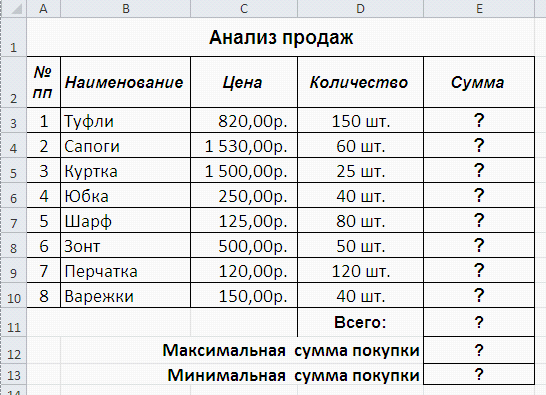 A B C D E
1 Анализ продаж
2 № пп Наименование Цена Количество Сумма
3 1 Туфли 820,00р. 150 шт. ?
4 2 Сапоги 1 530,00р. 60 шт. ?
5 3 Куртка 1 500,00р. 25 шт. ?
6 4 Юбка 250,00р. 40 шт. ?
7 5 Шарф 125,00р. 80 шт. ?
8 6 Зонт 500,00р. 50 шт. ?
9 7 Перчатка 120,00р. 120 шт. ?
10 8 Варежки 150,00р. 40 шт. ?
11 Всего: ?
12 Максимальная сумма покупки ?
13 Минимальная сумма покупки ?